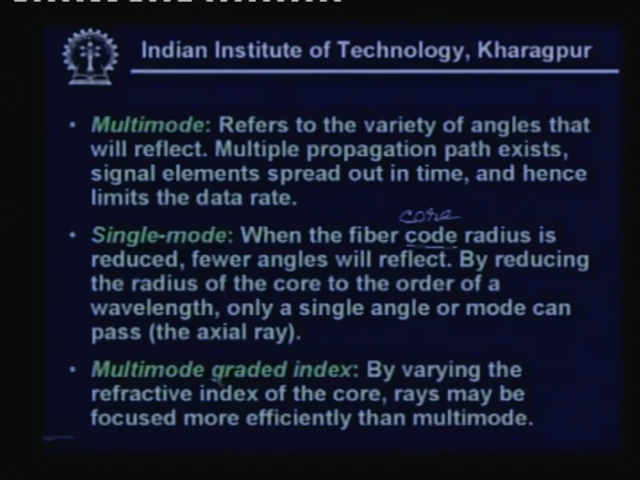 Indian Institute of Technology, Kharagpur
• Multimode: Refers to the variety of angles that
will reflect. Multiple propagation path exists,
signal elements spread out in time, and hence
limits the data rate.
core
• Single-mode: When the fiber code radius is
reduced, fewer angles will reflect. By reducing
the radius of the core to the order of a
wavelength, only a single angle or mode can
pass (the axial ray).
• Multimode graded index: By varying the
refractive index of the core, rays may be
focused more efficiently than multimode.